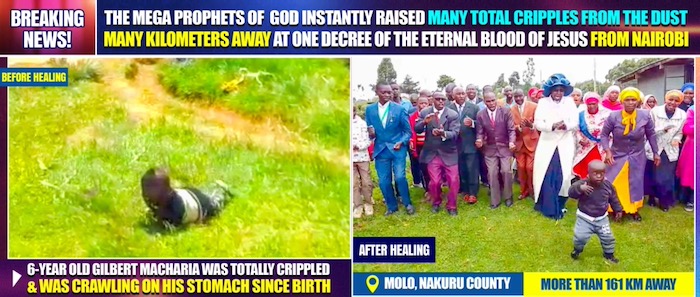 BREAKING
NEWS!
THE MEGA PROPHETS OF GOD INSTANTLY RAISED MANY TOTAL CRIPPLES FROM THE DUST
MANY KILOMETERS AWAY AT ONE DECREE OF THE ETERNAL BLOOD OF JESUS FROM NAIROBI
BEFORE HEALING
6-YEAR OLD GILBERT MACHARIA WAS TOTALLY CRIPPLED
& WAS CRAWLING ON HIS STOMACH SINCE BIRTH
AFTER HEALING
MOLO, NAKURU COUNTY
MORE THAN 161 KM AWAY